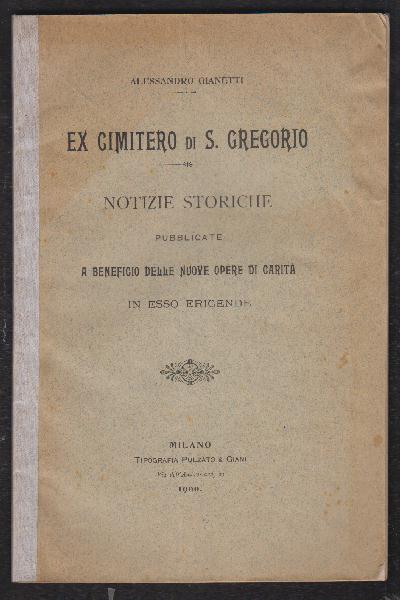 ALESSANDRO GIANETTI
EX CIMITERO DI S. GREGORIO
NOTIZIE STORICHE
PUBBLICATE
A BENEFICIO DELLE NUOVE OPERE DI CARITÀ
IN ESSO ERIGENDE
MILANO
TIPOGRAFIA PULZATO & GIANI
Via
1900.